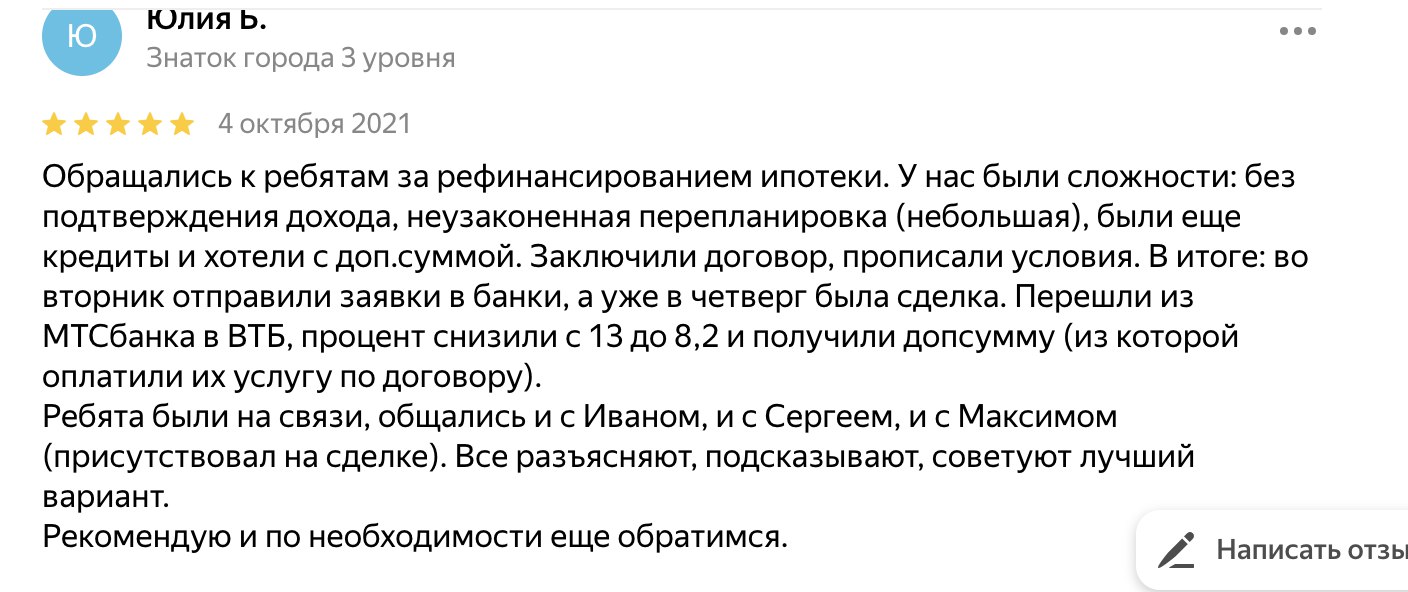 Ю
Юлия Б.
Знаток города 3 уровня
4 октября 2021
Обращались к ребятам за рефинансированием ипотеки. У нас были сложности: без
подтверждения дохода, неузаконенная перепланировка (небольшая), были еще
кредиты и хотели с доп.суммой. Заключили договор, прописали условия. В итоге: во
вторник отправили заявки в банки, а уже в четверг была сделка. Перешли из
МТСбанка в ВТБ, процент снизили с 13 до 8,2 и получили допсумму (из которой
оплатили их услугу по договору).
Ребята были на связи, общались и с Иваном, и с Сергеем, и с Максимом
(присутствовал на сделке). Все разъясняют, подсказывают, советуют лучший
вариант.
Рекомендую и по необходимости еще обратимся.
Написать отзы